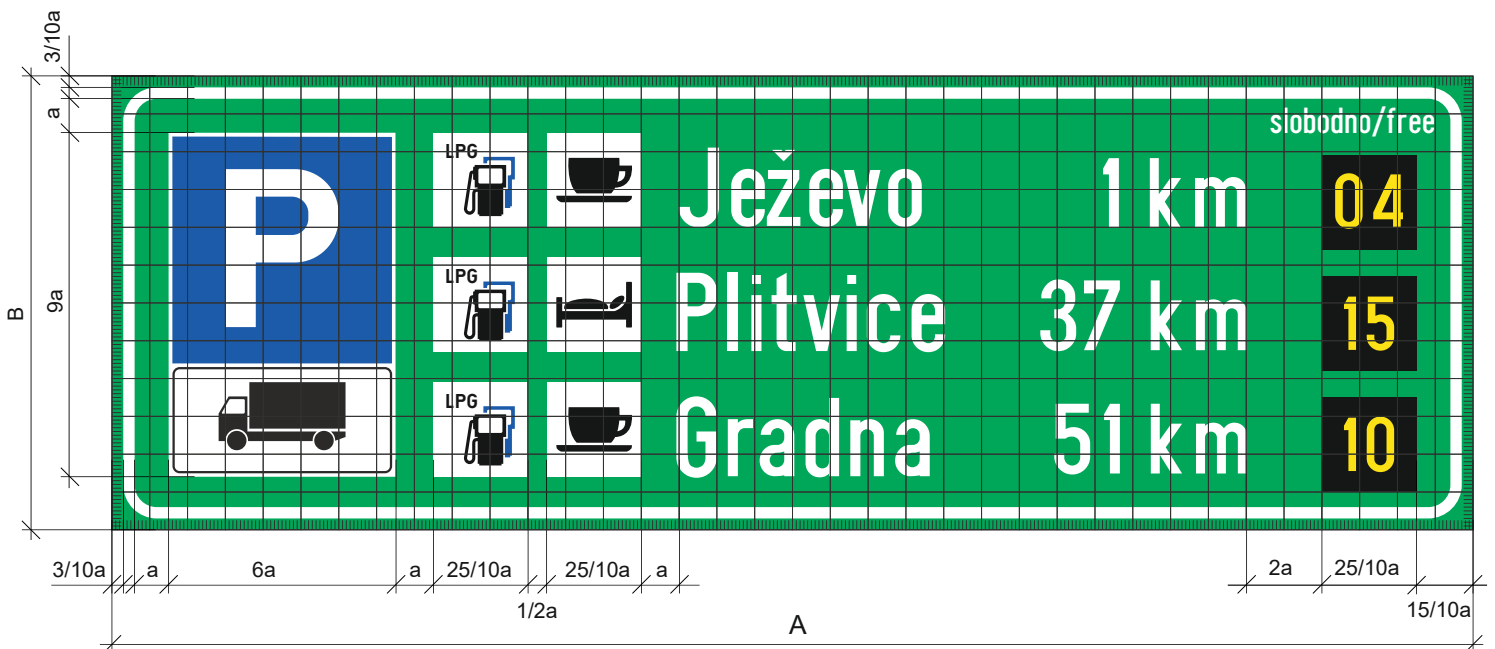 3/10a
a
9a
B
P
slobodno/free
LPG
Ježevo 1 km 04
LPG
Plitvice 37 km 15
LPG
Gradna 51 km 10
3/10a a 6a a 25/10a 25/10a a 2a 25/10a
1/2a 15/10a
A